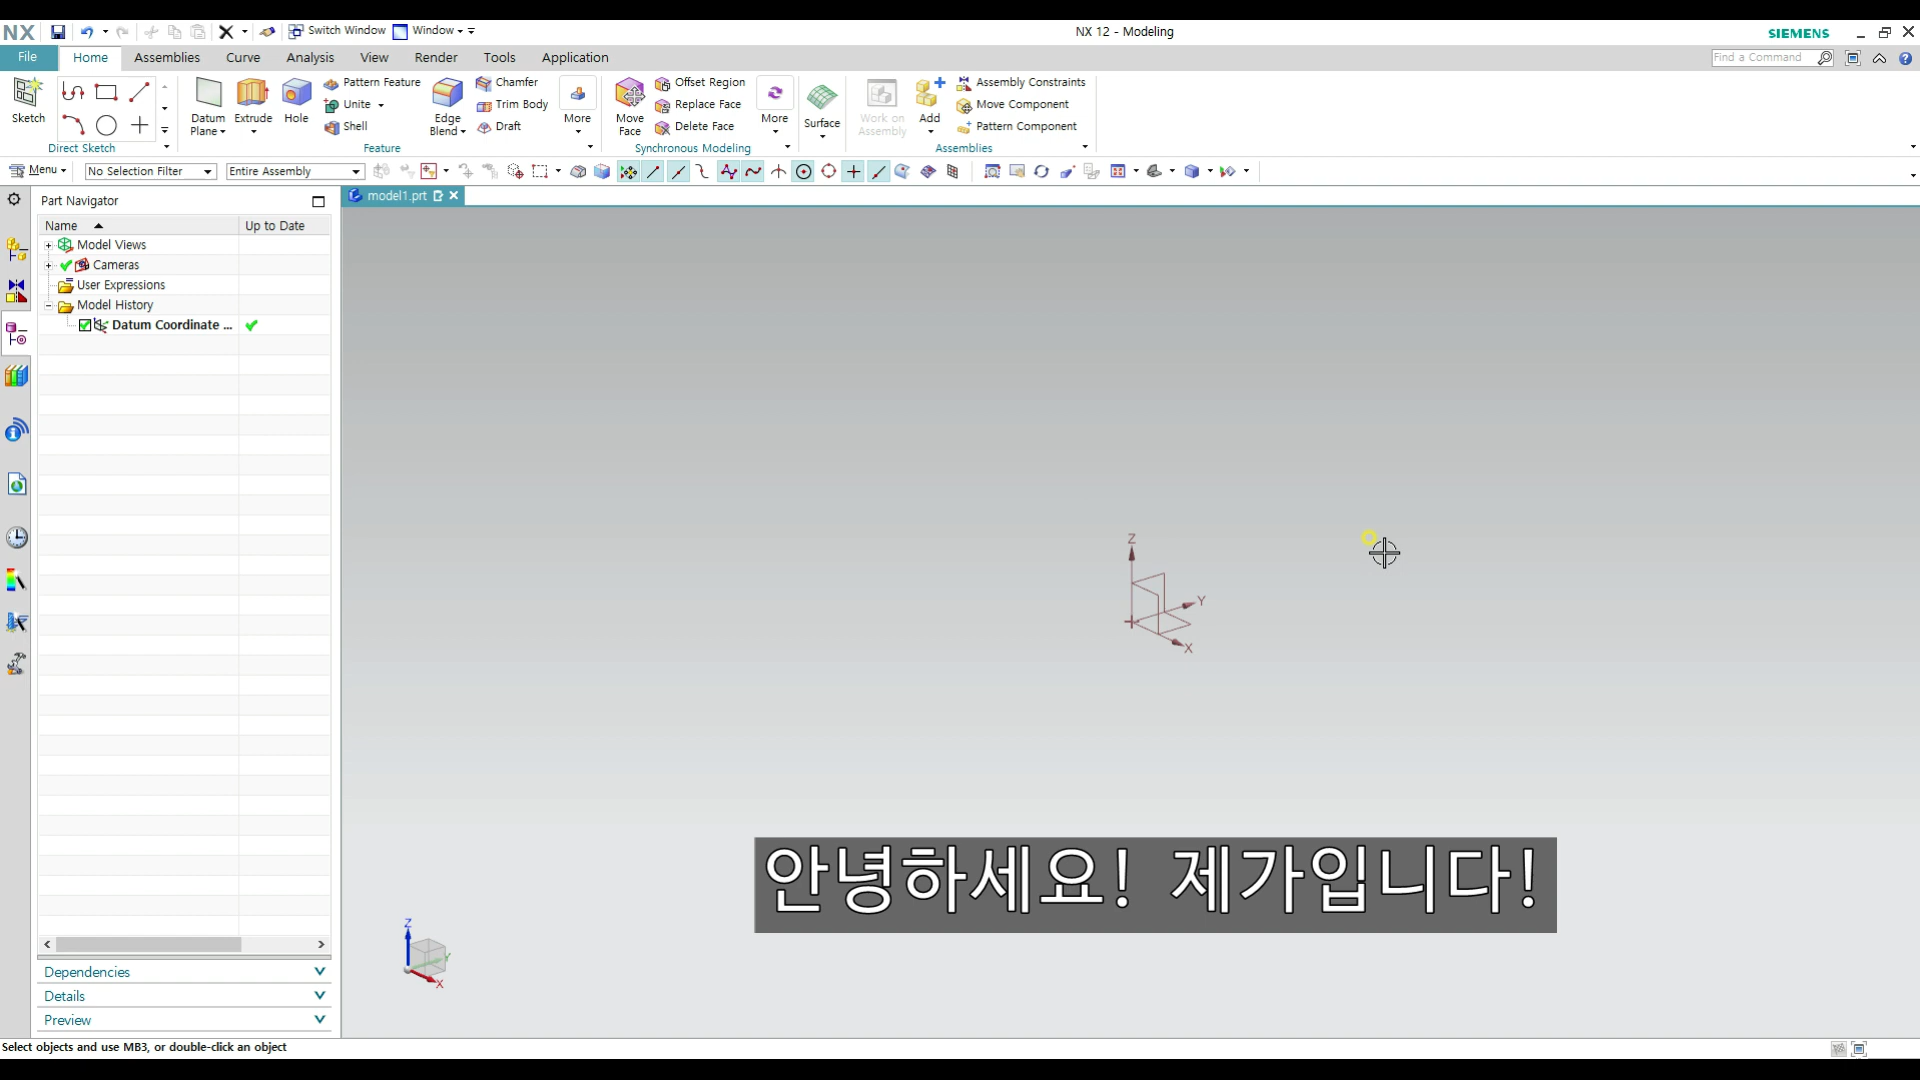 NX
Switch Window
Window
NX 12 - Modeling
SIEMENS
File
Home
Assemblies
Curve
Analysis
View
Render
Tools
Application
Find a Command
Sketch
Direct Sketch
Datum Plane
Extrude
Hole
Pattern Feature
Unite
Shell
Edge Blend
Chamfer
Trim Body
Draft
More
Feature
Move Face
Offset Region
Replace Face
Delete Face
More
Synchronous Modeling
Surface
Work on Assembly
Add
Assembly Constraints
Move Component
Pattern Component
Assemblies
Menu
No Selection Filter
Entire Assembly
Part Navigator
model1.prt
Name
Up to Date
Model Views
Cameras
User Expressions
Model History
Datum Coordinate ...
Z
Y
X
안녕하세요! 제가입니다!
Z
Y
X
Dependencies
Details
Preview
Select objects and use MB3, or double-click an object